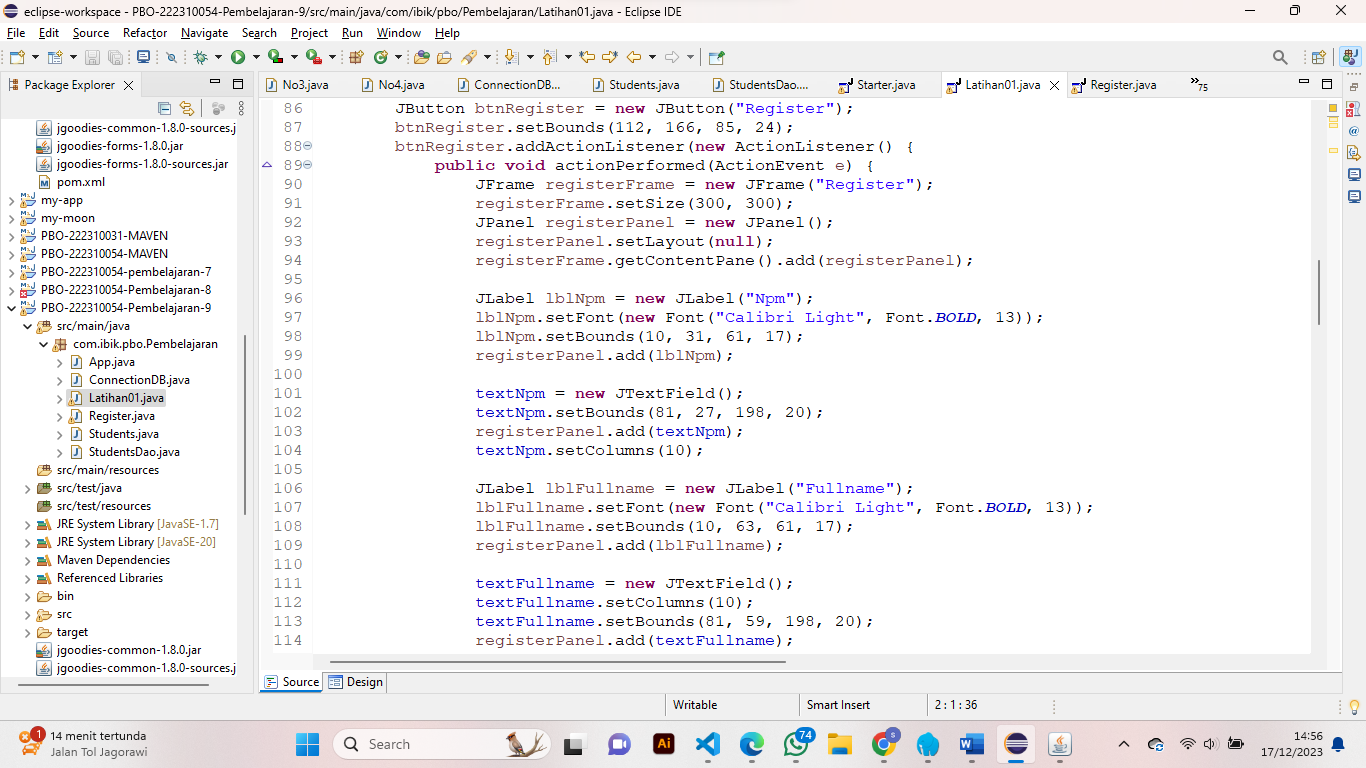 eclipse-workspace - PBO-222310054-Pembelajaran-9/src/main/java/com/ibik/pbo/Pembelajaran/Latihan01.java - Eclipse IDE
File Edit Source Refactor Navigate Search Project Run Window Help
Package Explorer
No3.java No4.java ConnectionDB... Students.java StudentsDao.... Starter.java Latihan01.java Register.java 75
jgoodies-common-1.8.0-sources.j
jgoodies-forms-1.8.0.jar
jgoodies-forms-1.8.0-sources.jar
pom.xml
my-app
my-moon
PBO-222310031-MAVEN
PBO-222310054-MAVEN
PBO-222310054-pembelajaran-7
PBO-222310054-Pembelajaran-8
PBO-222310054-Pembelajaran-9
src/main/java
com.ibik.pbo.Pembelajaran
App.java
ConnectionDB.java
Latihan01.java
Register.java
Students.java
StudentsDao.java
src/main/resources
src/test/java
src/test/resources
JRE System Library [JavaSE-1.7]
JRE System Library [JavaSE-20]
Maven Dependencies
Referenced Libraries
bin
src
target
jgoodies-common-1.8.0.jar
jgoodies-common-1.8.0-sources.j
86 JButton btnRegister = new JButton("Register");
87 btnRegister.setBounds(112, 166, 85, 24);
88 btnRegister.addActionListener(new ActionListener() {
89 public void actionPerformed(ActionEvent e) {
90 JFrame registerFrame = new JFrame("Register");
91 registerFrame.setSize(300, 300);
92 JPanel registerPanel = new JPanel();
93 registerPanel.setLayout(null);
94 registerFrame.getContentPane().add(registerPanel);
95
96 JLabel lblNpm = new JLabel("Npm");
97 lblNpm.setFont(new Font("Calibri Light", Font.BOLD, 13));
98 lblNpm.setBounds(10, 31, 61, 17);
99 registerPanel.add(lblNpm);
100
101 textNpm = new JTextField();
102 textNpm.setBounds(81, 27, 198, 20);
103 registerPanel.add(textNpm);
104 textNpm.setColumns(10);
105
106 JLabel lblFullname = new JLabel("Fullname");
107 lblFullname.setFont(new Font("Calibri Light", Font.BOLD, 13));
108 lblFullname.setBounds(10, 63, 61, 17);
109 registerPanel.add(lblFullname);
110
111 textFullname = new JTextField();
112 textFullname.setColumns(10);
113 textFullname.setBounds(81, 59, 198, 20);
114 registerPanel.add(textFullname);
Source Design
Writable Smart Insert 2 : 1 : 36
1 14 menit tertunda
Jalan Tol Jagorawi
Search
Ai
74
s
14:56
17/12/2023